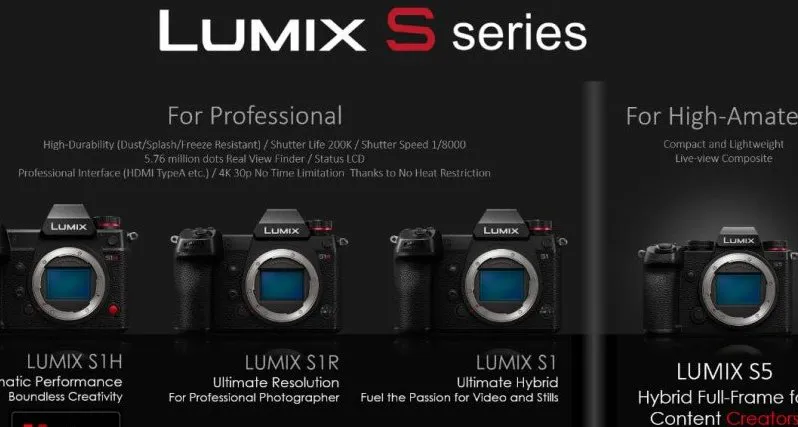 LUMIX S series
For Professional
High-Durability (Dust/Splash/Freeze Resistant) / Shutter Life 200K / Shutter Speed 1/8000
5.76 million dots Real View Finder / Status LCD
Professional Interface (HDMI TypeA etc.) / 4K 30p No Time Limitation Thanks to No Heat Restriction
For High-Amate
Compact and Lightweight
Live-view Composite
LUMIX
LUMIX
S1R
LUMIX
S1
LUMIX
S5
LUMIX S1H
matic Performance
Boundless Creativity
LUMIX S1R
Ultimate Resolution
For Professional Photographer
LUMIX S1
Ultimate Hybrid
Fuel the Passion for Video and Stills
LUMIX S5
Hybrid Full-Frame fo
Content Creators